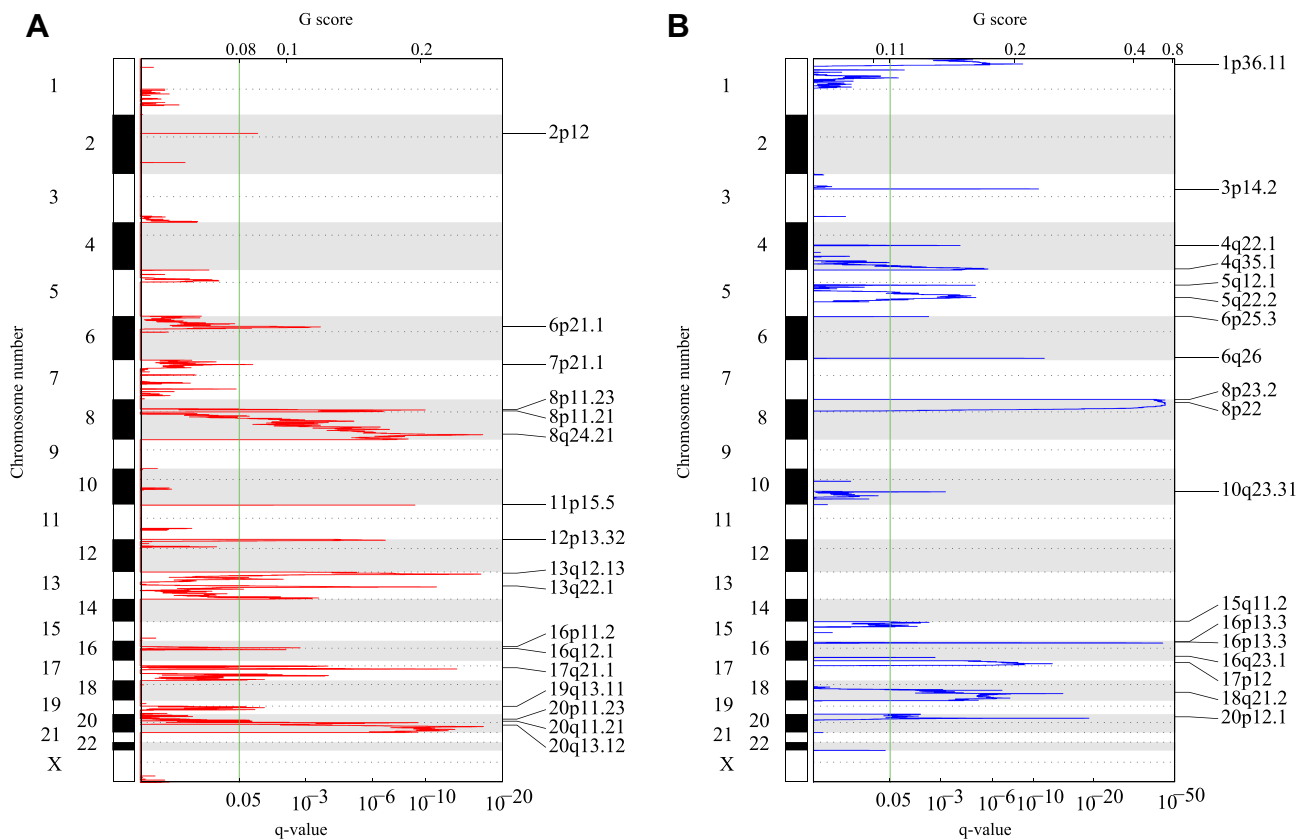 A
G score
0.08
0.1
0.2
Chromosome number
1
2
3
4
5
6
7
8
9
10
11
12
13
14
15
16
17
18
19
20
21
22
X
2p12
6p21.1
7p21.1
8p11.23
8p11.21
8q24.21
11p15.5
12p13.32
13q12.13
13q22.1
16p11.2
16q12.1
17q21.1
19q13.11
20p11.23
20q11.21
20q13.12
0.05
10−3
10−6
10−10
10−20
q-value
B
G score
0.11
0.2
0.4
0.8
Chromosome number
1
2
3
4
5
6
7
8
9
10
11
12
13
14
15
16
17
18
19
20
21
22
X
1p36.11
3p14.2
4q22.1
4q35.1
5q12.1
5q22.2
6p25.3
6q26
8p23.2
8p22
10q23.31
15q11.2
16p13.3
16p13.3
16q23.1
17p12
18q21.2
20p12.1
0.05
10−3
10−6
10−10
10−20
10−50
q-value